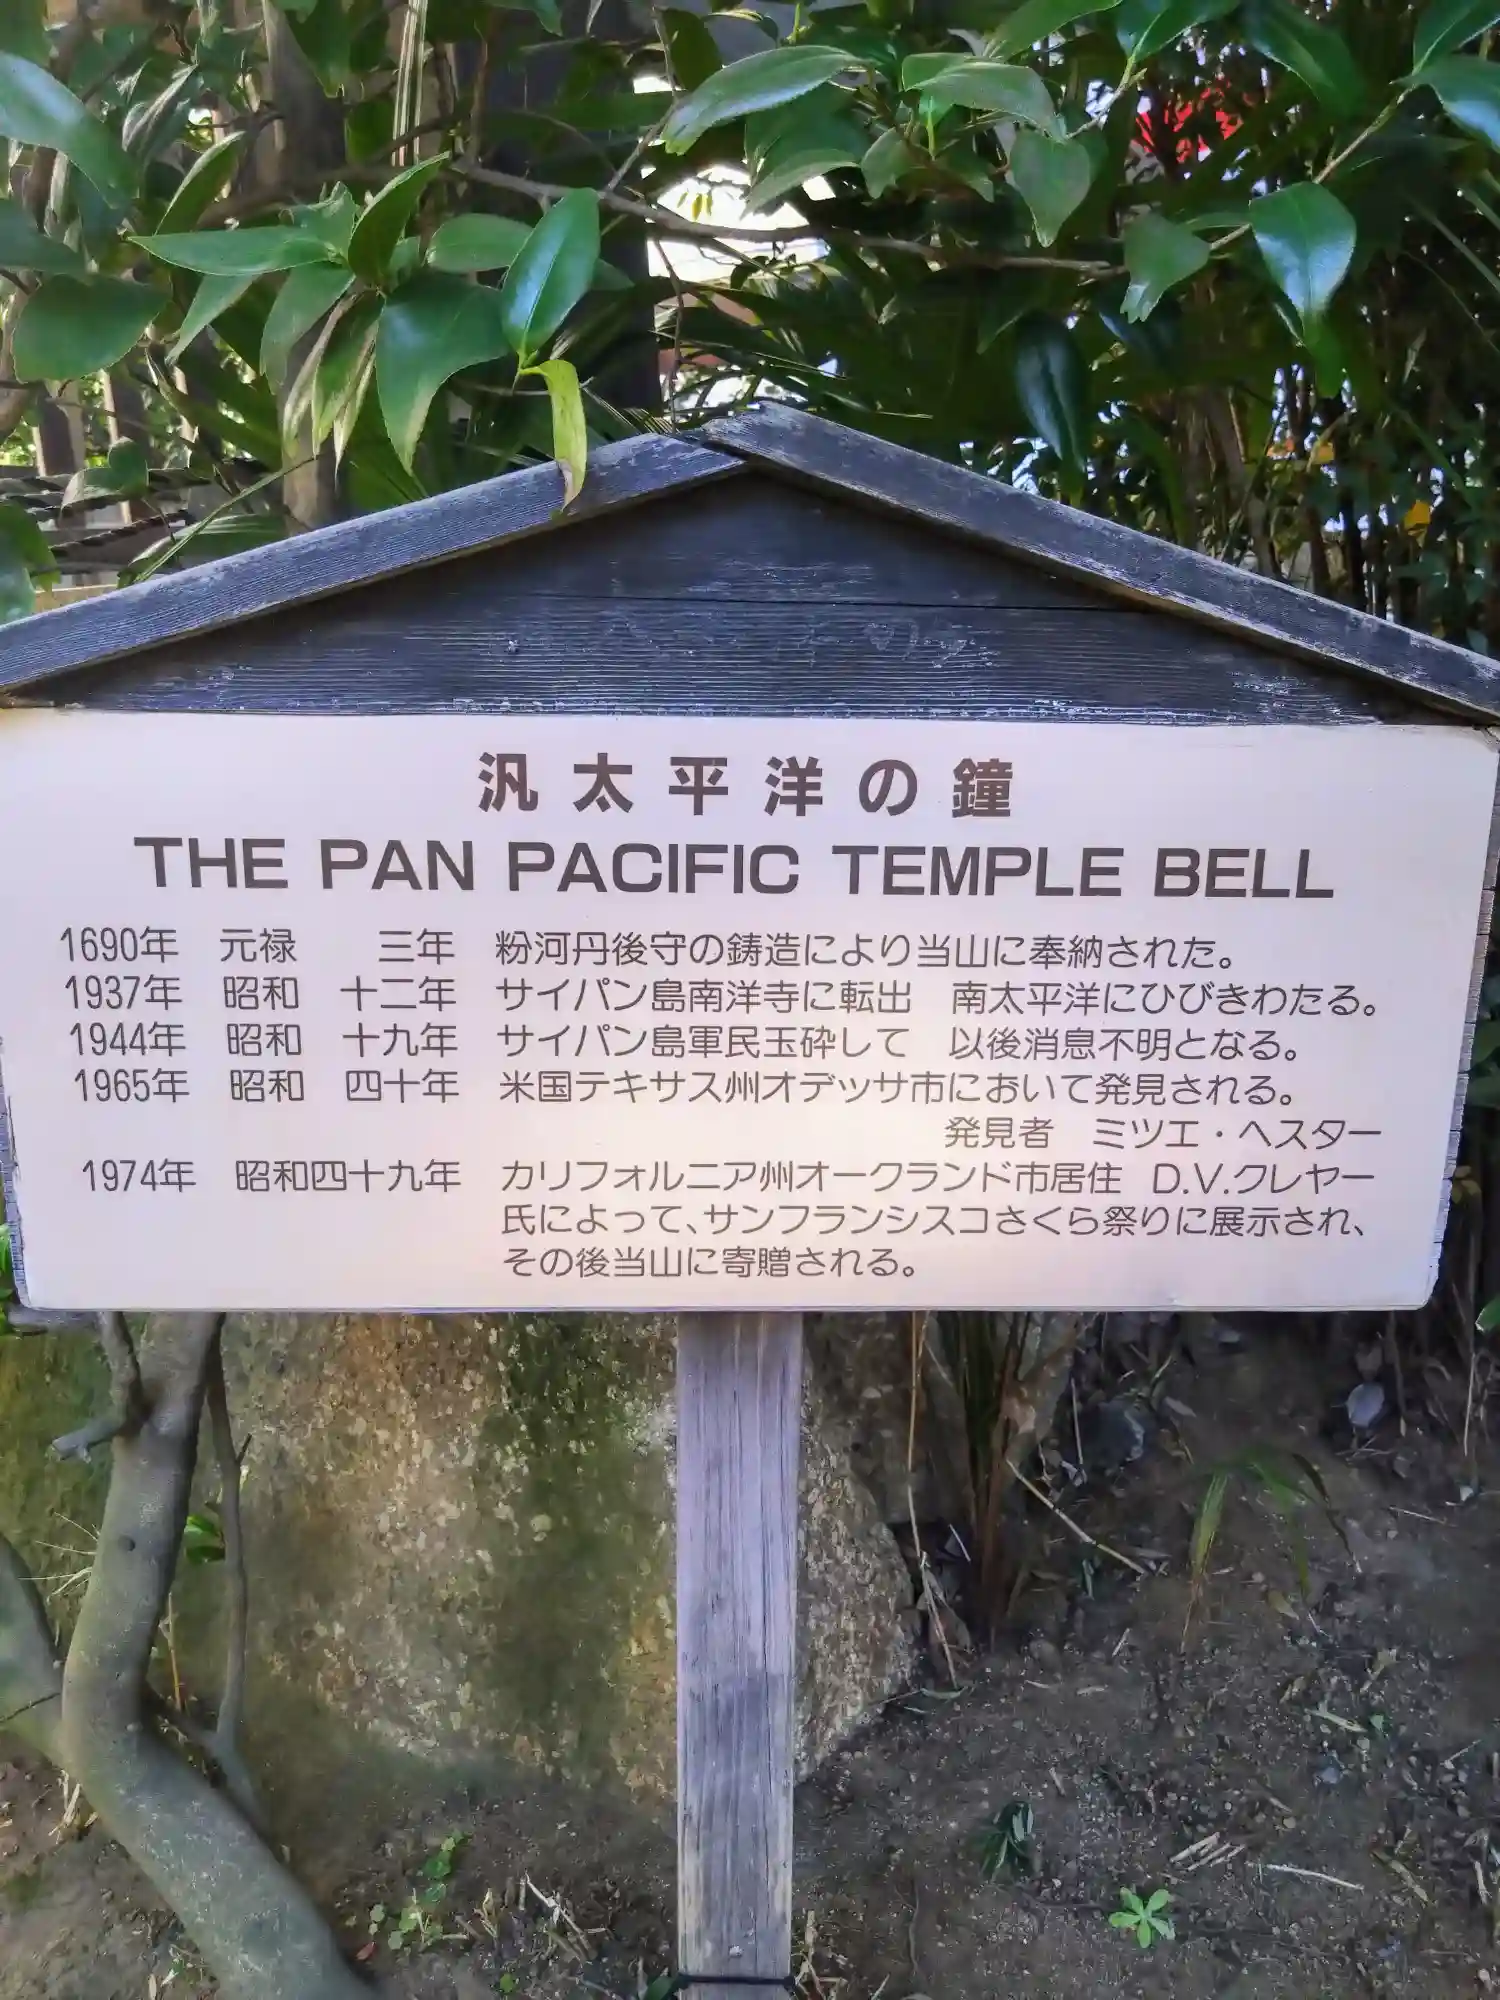 汎太平洋の鐘
THE PAN PACIFIC TEMPLE BELL
1690年 元禄 三年 粉河丹後守の鋳造により当山に奉納された。
1937年 昭和 十二年 サイパン島南洋寺に転出 南太平洋にひびきわたる。
1944年 昭和 十九年 サイパン島軍民玉砕して 以後消息不明となる。
1965年 昭和 四十年 米国テキサス州オデッサ市において発見される。
発見者 ミツエ・ヘスター
1974年 昭和四十九年 カリフォルニア州オークランド市居住 D.V.クレヤー
氏によって、サンフランシスコさくら祭りに展示され、
その後当山に寄贈される。